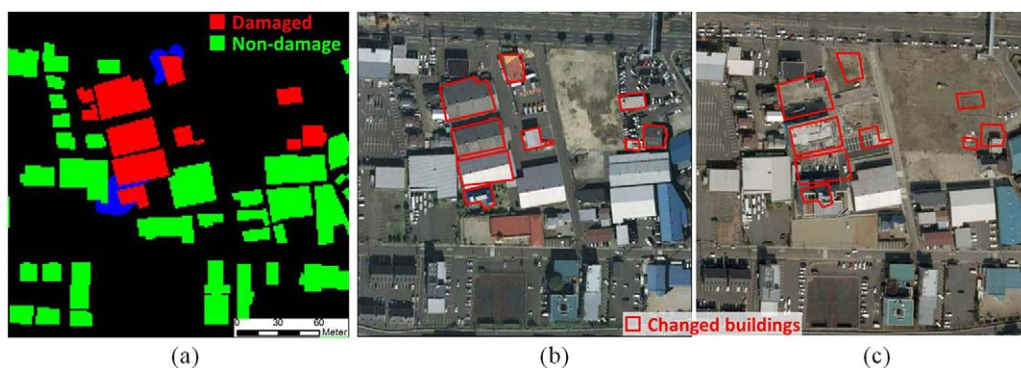 Damaged
Non-damage
0 30 60
Meter
Changed buildings
(a) (b) (c)